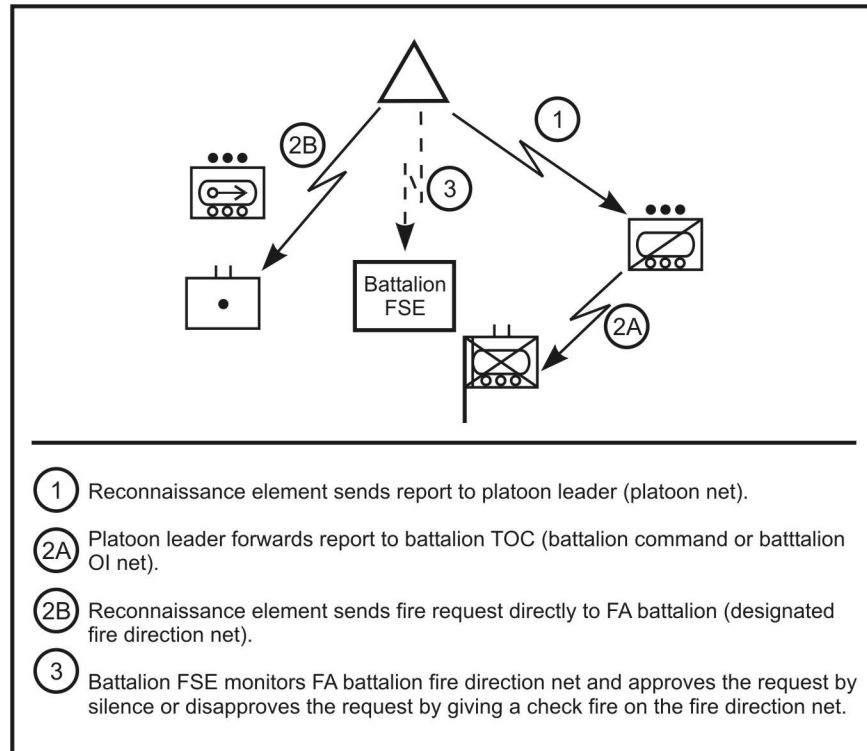 2B
1
3
Battalion
FSE
2A
1 Reconnaissance element sends report to platoon leader (platoon net).
2A Platoon leader forwards report to battalion TOC (battalion command or batttalion
OI net).
2B Reconnaissance element sends fire request directly to FA battalion (designated
fire direction net).
3 Battalion FSE monitors FA battalion fire direction net and approves the request by
silence or disapproves the request by giving a check fire on the fire direction net.